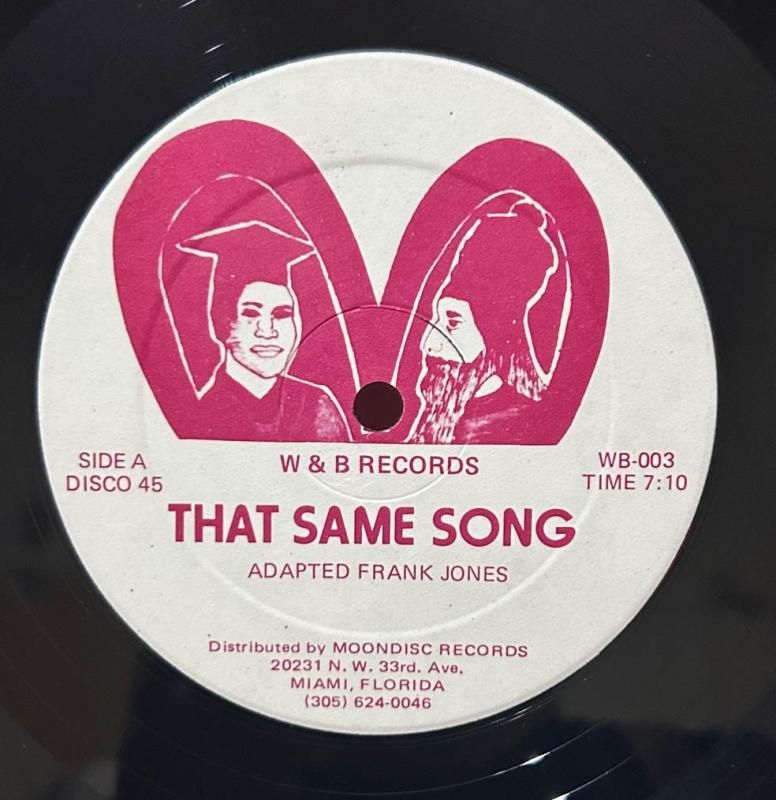 SIDE A
DISCO 45
W & B RECORDS
WB-003
TIME 7:10
THAT SAME SONG
ADAPTED FRANK JONES
Distributed by MOONDISC RECORDS
20231 N. W. 33rd. Ave.
MIAMI, FLORIDA
(305) 624-0046